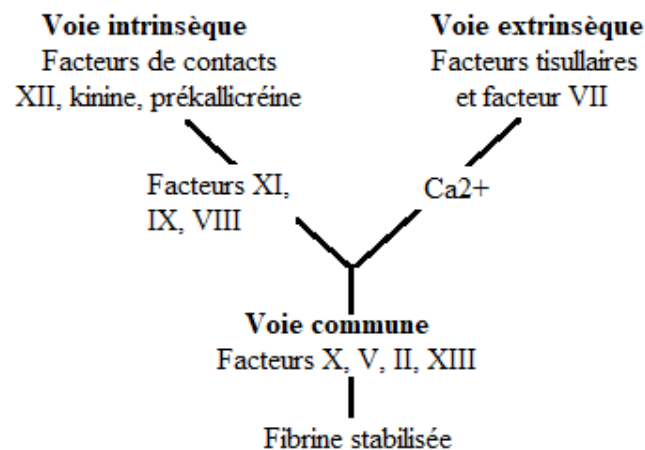 Voie intrinsèque
Facteurs de contacts
XII, kinine, prékallicréine
Voie extrinsèque
Facteurs tisullaires
et facteur VII
Facteurs XI,
IX, VIII
Ca2+
Voie commune
Facteurs X, V, II, XIII
Fibrine stabilisée